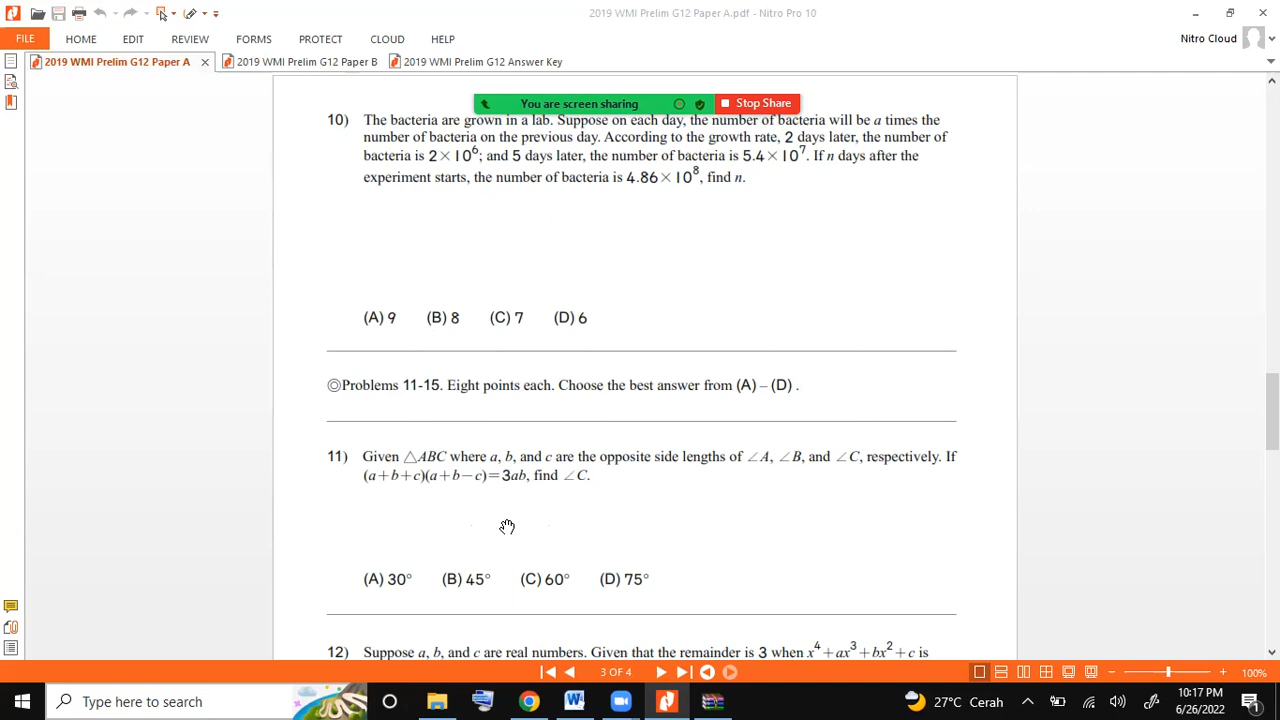 2019 WMI Prelim G12 Paper A.pdf - Nitro Pro 10
FILE HOME EDIT REVIEW FORMS PROTECT CLOUD HELP Nitro Cloud
2019 WMI Prelim G12 Paper A 2019 WMI Prelim G12 Paper B 2019 WMI Prelim G12 Answer Key
You are screen sharing Stop Share
10) The bacteria are grown in a lab. Suppose on each day, the number of bacteria will be a times the
number of bacteria on the previous day. According to the growth rate, 2 days later, the number of
bacteria is 2×10⁶; and 5 days later, the number of bacteria is 5.4×10⁷. If n days after the
experiment starts, the number of bacteria is 4.86×10⁸, find n.
(A) 9 (B) 8 (C) 7 (D) 6
◎Problems 11-15. Eight points each. Choose the best answer from (A) – (D) .
11) Given △ABC where a, b, and c are the opposite side lengths of ∠A, ∠B, and ∠C, respectively. If
(a+b+c)(a+b−c)=3ab, find ∠C.
(A) 30° (B) 45° (C) 60° (D) 75°
12) Suppose a, b, and c are real numbers. Given that the remainder is 3 when x⁴+ax³+bx²+c is
3 OF 4 100%
Type here to search 27°C Cerah 10:17 PM
6/26/2022 1